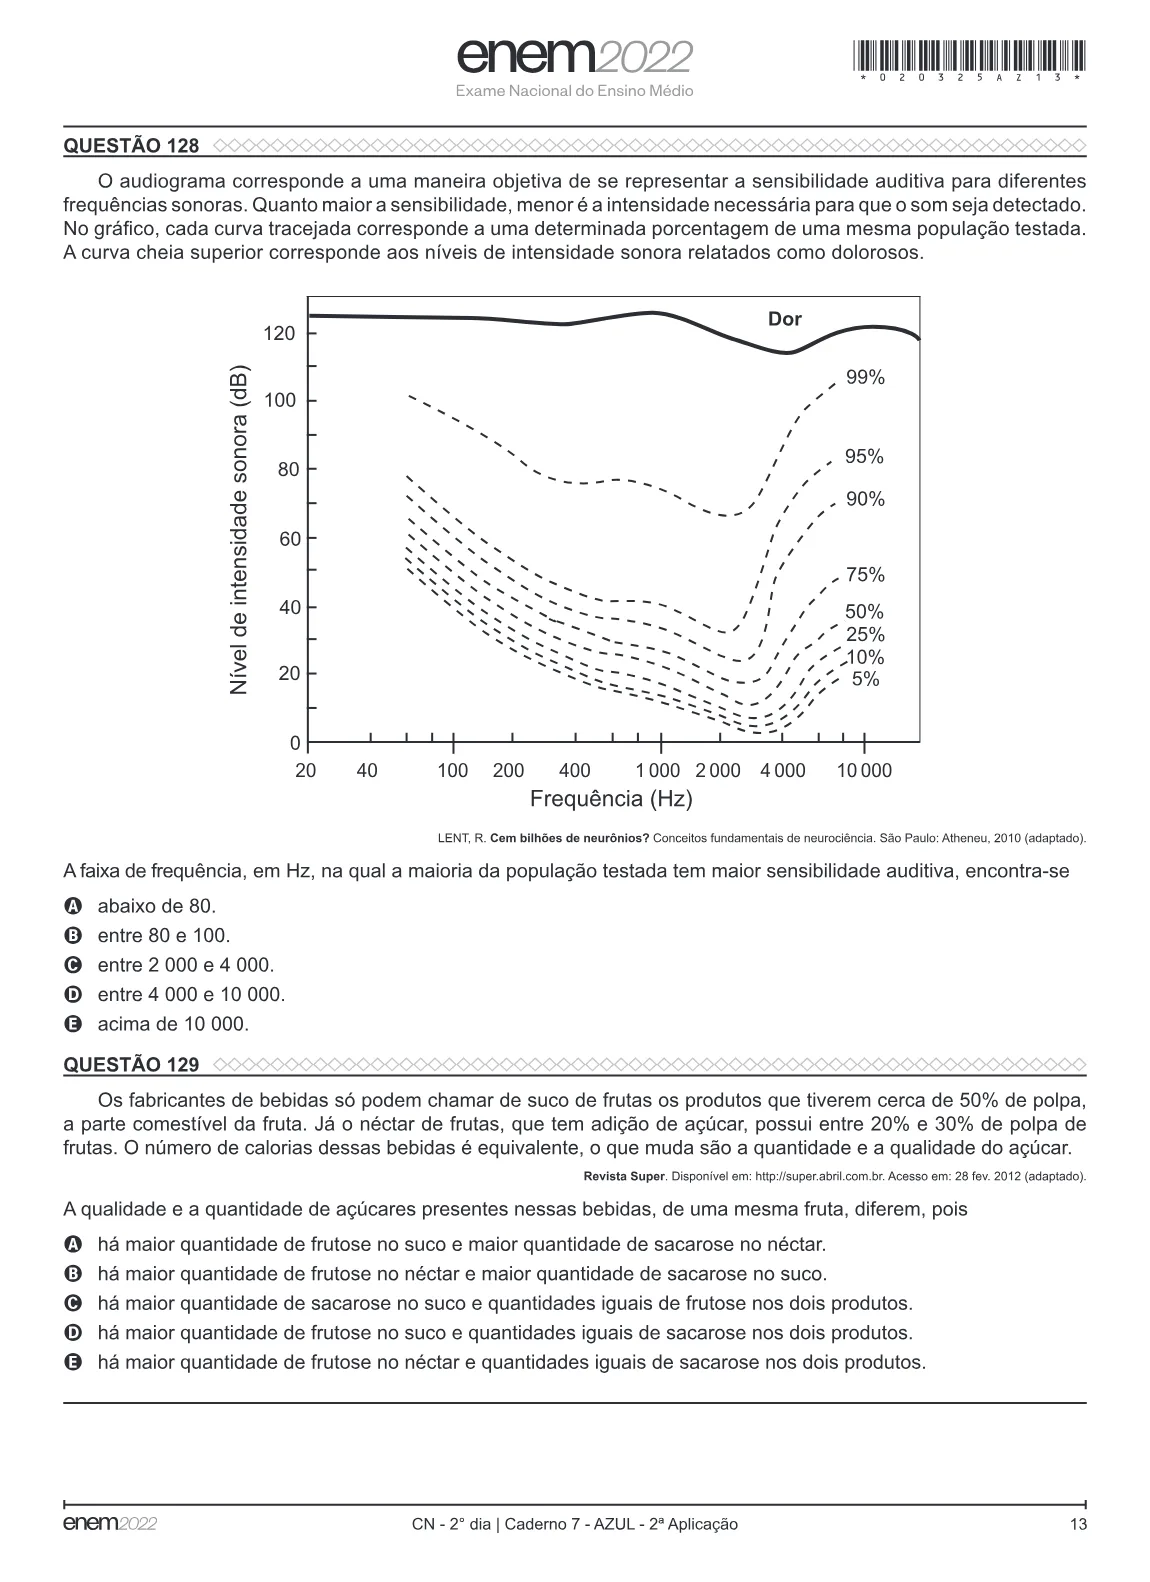 enem2022
Exame Nacional do Ensino Médio
*020325AZ13*
QUESTÃO 128
O audiograma corresponde a uma maneira objetiva de se representar a sensibilidade auditiva para diferentes
frequências sonoras. Quanto maior a sensibilidade, menor é a intensidade necessária para que o som seja detectado.
No gráfico, cada curva tracejada corresponde a uma determinada porcentagem de uma mesma população testada.
A curva cheia superior corresponde aos níveis de intensidade sonora relatados como dolorosos.
Dor
120
99%
100
95%
80
90%
60
75%
50%
40
25%
10%
20
5%
0
Nível de intensidade sonora (dB)
20 40 100 200 400 1 000 2 000 4 000 10 000
Frequência (Hz)
LENT, R. Cem bilhões de neurônios? Conceitos fundamentais de neurociência. São Paulo: Atheneu, 2010 (adaptado).
A faixa de frequência, em Hz, na qual a maioria da população testada tem maior sensibilidade auditiva, encontra-se
A abaixo de 80.
B entre 80 e 100.
C entre 2 000 e 4 000.
D entre 4 000 e 10 000.
E acima de 10 000.
QUESTÃO 129
Os fabricantes de bebidas só podem chamar de suco de frutas os produtos que tiverem cerca de 50% de polpa,
a parte comestível da fruta. Já o néctar de frutas, que tem adição de açúcar, possui entre 20% e 30% de polpa de
frutas. O número de calorias dessas bebidas é equivalente, o que muda são a quantidade e a qualidade do açúcar.
Revista Super. Disponível em: http://super.abril.com.br. Acesso em: 28 fev. 2012 (adaptado).
A qualidade e a quantidade de açúcares presentes nessas bebidas, de uma mesma fruta, diferem, pois
A há maior quantidade de frutose no suco e maior quantidade de sacarose no néctar.
B há maior quantidade de frutose no néctar e maior quantidade de sacarose no suco.
C há maior quantidade de sacarose no suco e quantidades iguais de frutose nos dois produtos.
D há maior quantidade de frutose no suco e quantidades iguais de sacarose nos dois produtos.
E há maior quantidade de frutose no néctar e quantidades iguais de sacarose nos dois produtos.
enem2022
CN - 2° dia | Caderno 7 - AZUL - 2ª Aplicação
13